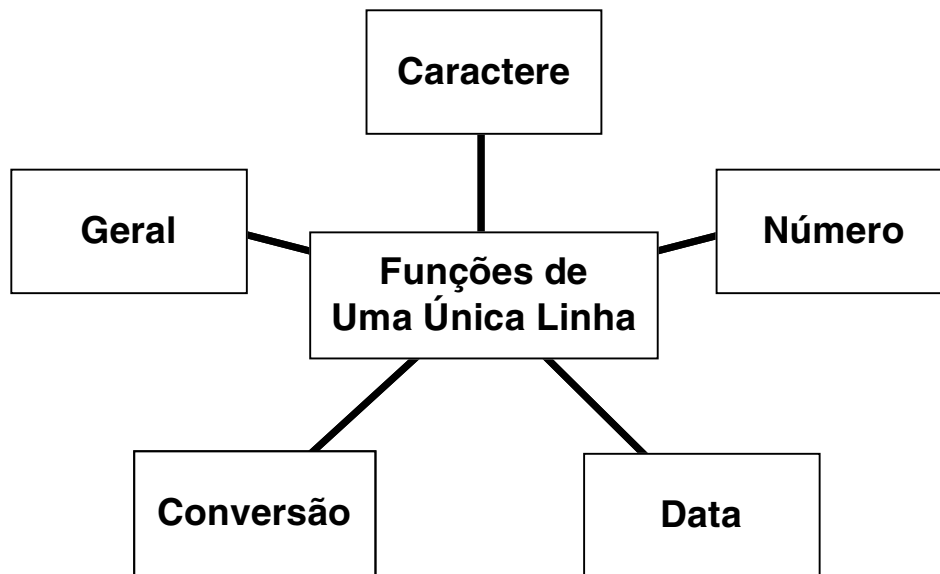 Caractere
Geral
Número
Funções de
Uma Única Linha
Conversão
Data